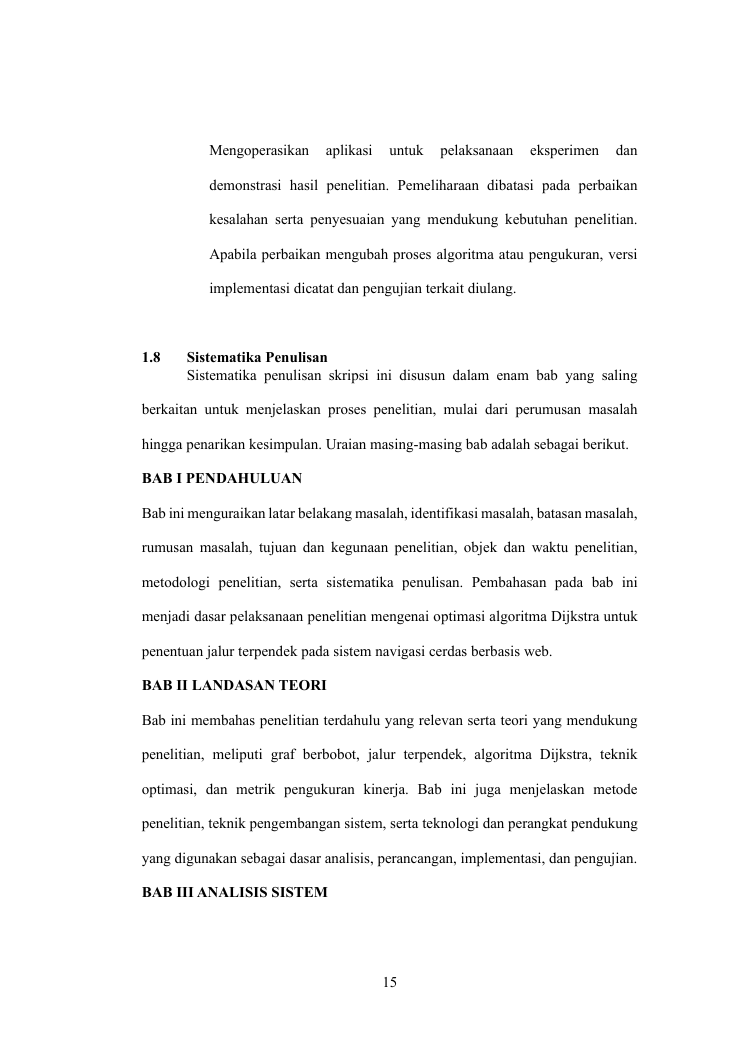 Mengoperasikan aplikasi untuk pelaksanaan eksperimen dan
demonstrasi hasil penelitian. Pemeliharaan dibatasi pada perbaikan
kesalahan serta penyesuaian yang mendukung kebutuhan penelitian.
Apabila perbaikan mengubah proses algoritma atau pengukuran, versi
implementasi dicatat dan pengujian terkait diulang.
1.8 Sistematika Penulisan
Sistematika penulisan skripsi ini disusun dalam enam bab yang saling
berkaitan untuk menjelaskan proses penelitian, mulai dari perumusan masalah
hingga penarikan kesimpulan. Uraian masing-masing bab adalah sebagai berikut.
BAB I PENDAHULUAN
Bab ini menguraikan latar belakang masalah, identifikasi masalah, batasan masalah,
rumusan masalah, tujuan dan kegunaan penelitian, objek dan waktu penelitian,
metodologi penelitian, serta sistematika penulisan. Pembahasan pada bab ini
menjadi dasar pelaksanaan penelitian mengenai optimasi algoritma Dijkstra untuk
penentuan jalur terpendek pada sistem navigasi cerdas berbasis web.
BAB II LANDASAN TEORI
Bab ini membahas penelitian terdahulu yang relevan serta teori yang mendukung
penelitian, meliputi graf berbobot, jalur terpendek, algoritma Dijkstra, teknik
optimasi, dan metrik pengukuran kinerja. Bab ini juga menjelaskan metode
penelitian, teknik pengembangan sistem, serta teknologi dan perangkat pendukung
yang digunakan sebagai dasar analisis, perancangan, implementasi, dan pengujian.
BAB III ANALISIS SISTEM
15